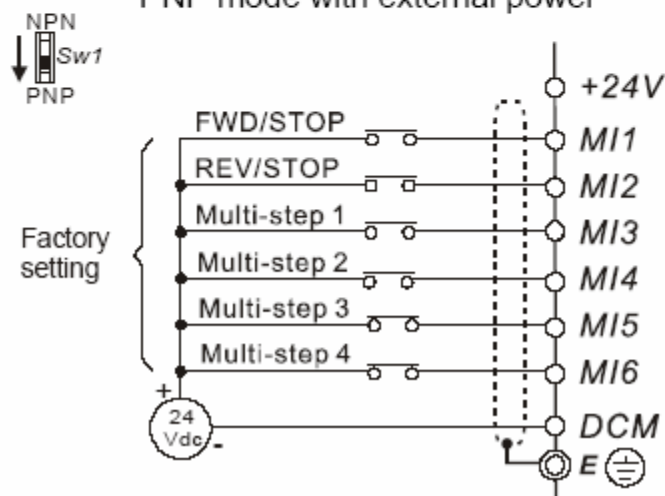 PNP mode with external power
NPN
Sw1
PNP
+24V
FWD/STOP
MI1
REV/STOP
MI2
Multi-step 1
MI3
Factory
setting
Multi-step 2
MI4
Multi-step 3
MI5
Multi-step 4
MI6
+
24
Vdc
-
DCM
E